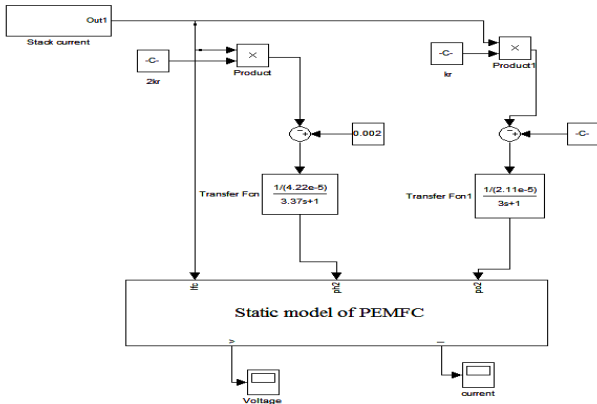 Out1
Stack current
-C-
2kr
×
Product
-C-
kr
×
Product1
0.002
-C-
Transfer Fcn
1/(4.22e-5)
3.37s+1
Transfer Fcn1
1/(2.11e-5)
3s+1
Ifc
ph2
po2
Static model of PEMFC
v
I
Voltage
current